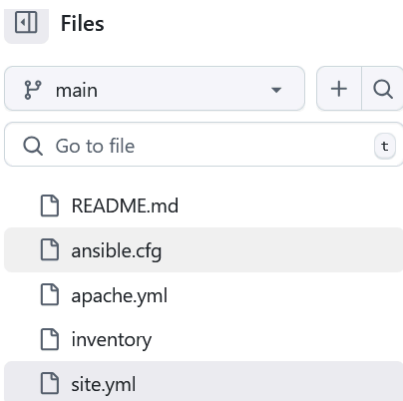 Files
main
Go to file t
README.md
ansible.cfg
apache.yml
inventory
site.yml